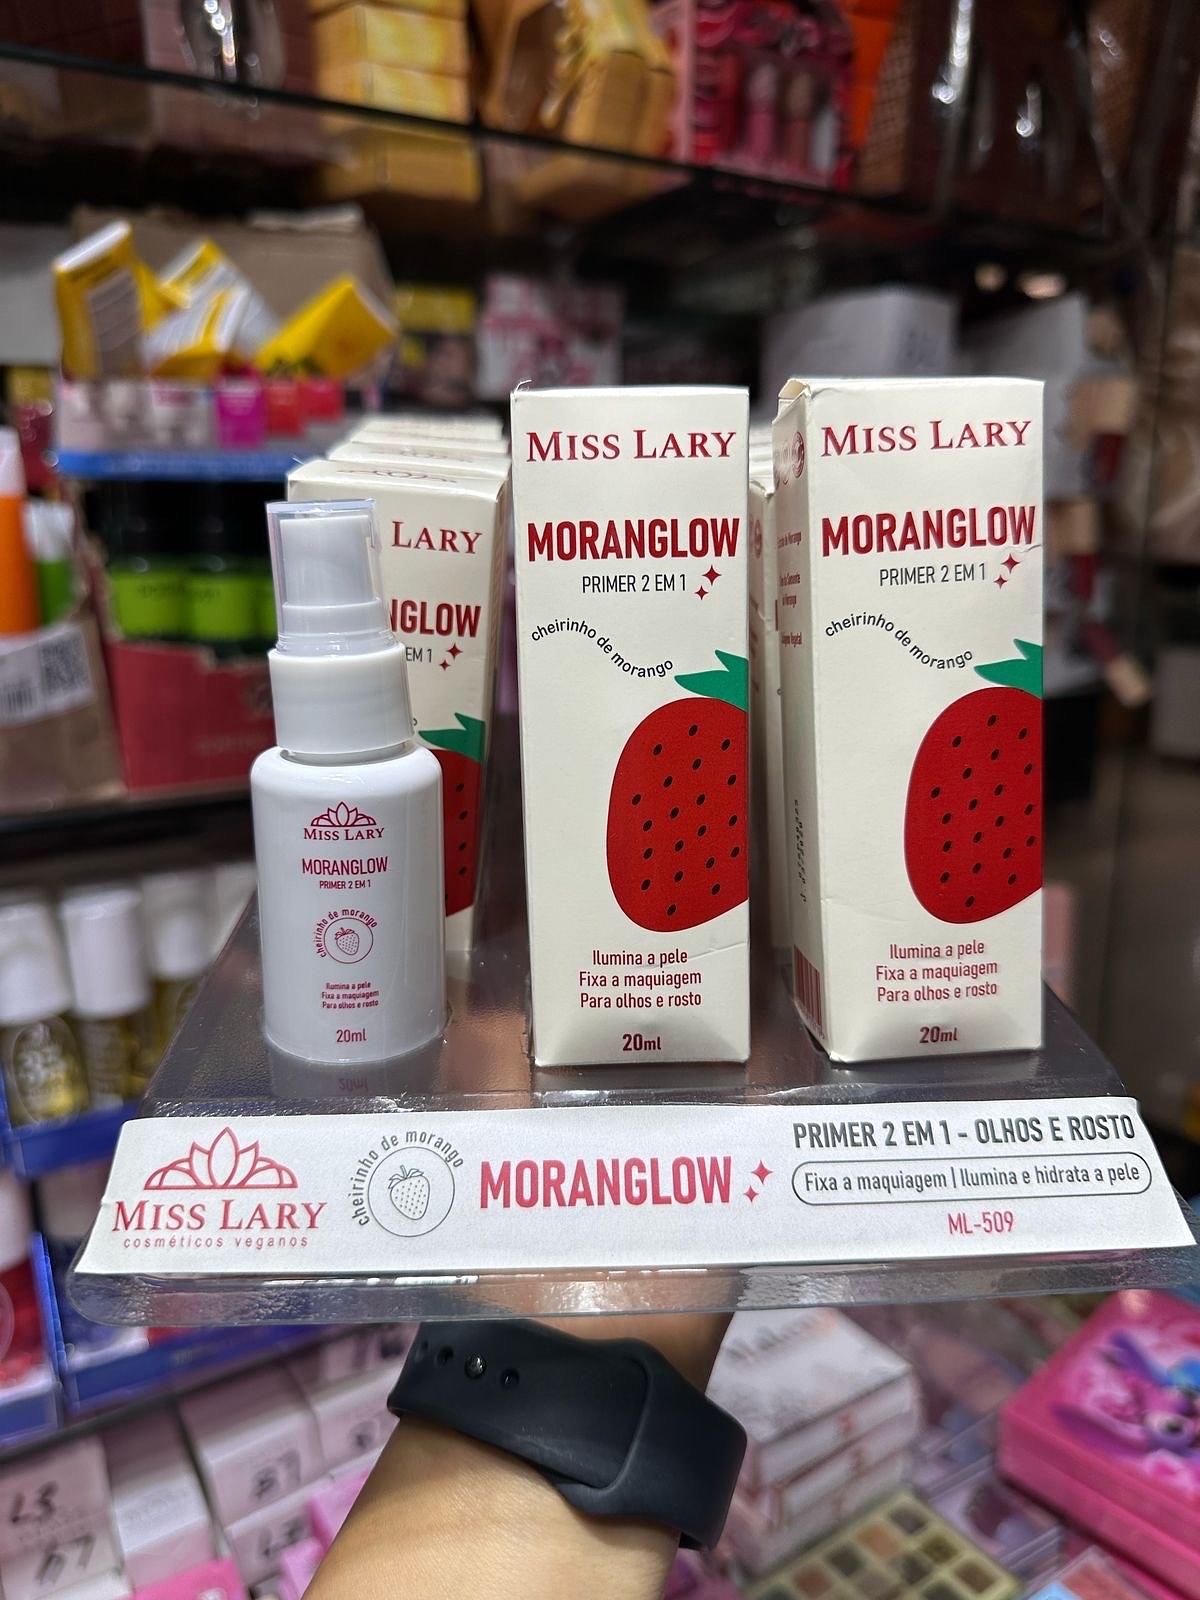 MISS LARY
MORANGLOW
PRIMER 2 EM 1
cheirinho de morango
Ilumina a pele
Fixa a maquiagem
Para olhos e rosto
20ml
LARY
NGLOW
EM 1
MISS LARY
MORANGLOW
PRIMER 2 EM 1
cheirinho de morango
Ilumina a pele
Fixa a maquiagem
Para olhos e rosto
20ml
MISS LARY
MORANGLOW
PRIMER 2 EM 1
cheirinho de morango
Ilumina a pele
Fixa a maquiagem
Para olhos e rosto
20ml
MISS LARY
cosméticos veganos
cheirinho de morango
MORANGLOW
PRIMER 2 EM 1 - OLHOS E ROSTO
Fixa a maquiagem | Ilumina e hidrata a pele
ML-509